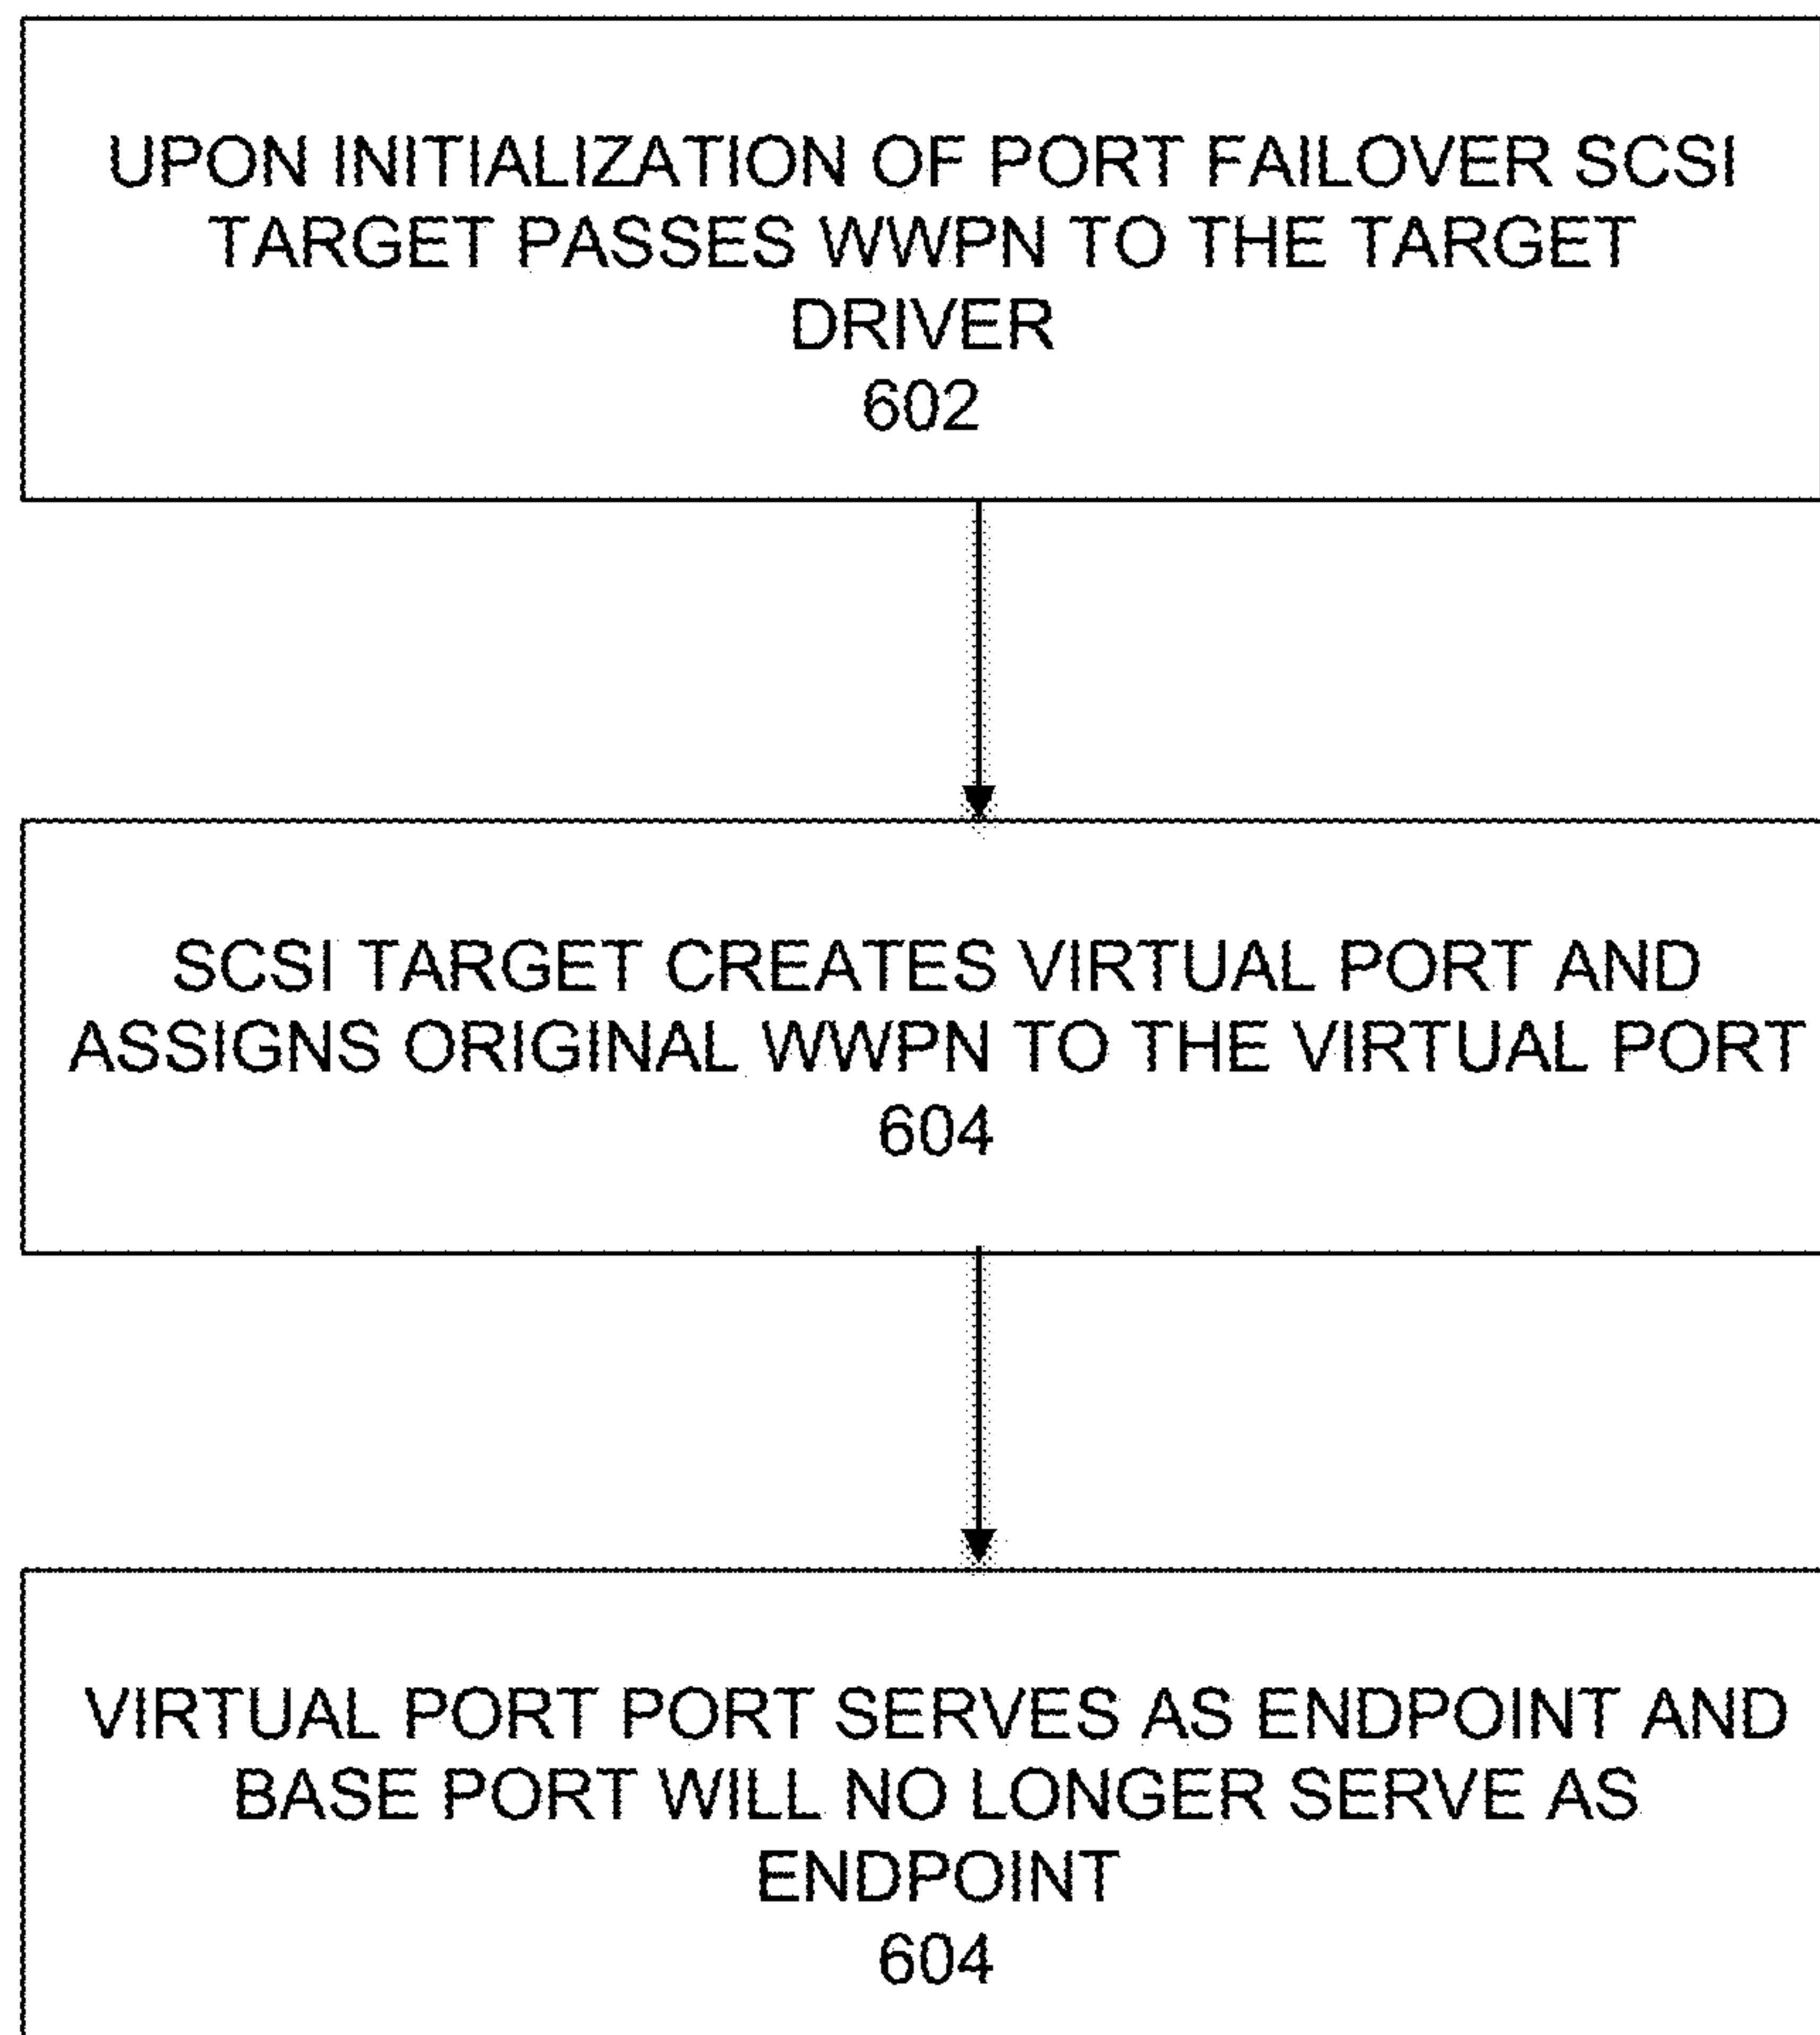 UPON INITIALIZATION OF PORT FAILOVER SCSI
TARGET PASSES WWPN TO THE TARGET
DRIVER
602
SCSI TARGET CREATES VIRTUAL PORT AND
ASSIGNS ORIGINAL WWPN TO THE VIRTUAL PORT
604
VIRTUAL PORT PORT SERVES AS ENDPOINT AND
BASE PORT WILL NO LONGER SERVE AS
ENDPOINT
604